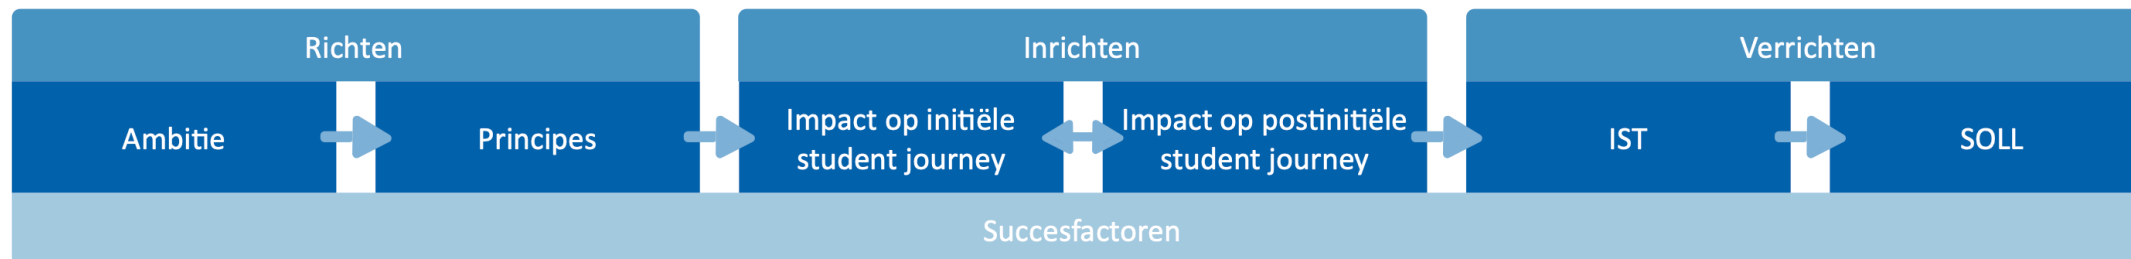 Richten
Inrichten
Verrichten
Ambitie
Principes
Impact op initiële
student journey
Impact op postinitiële
student journey
IST
SOLL
Succesfactoren